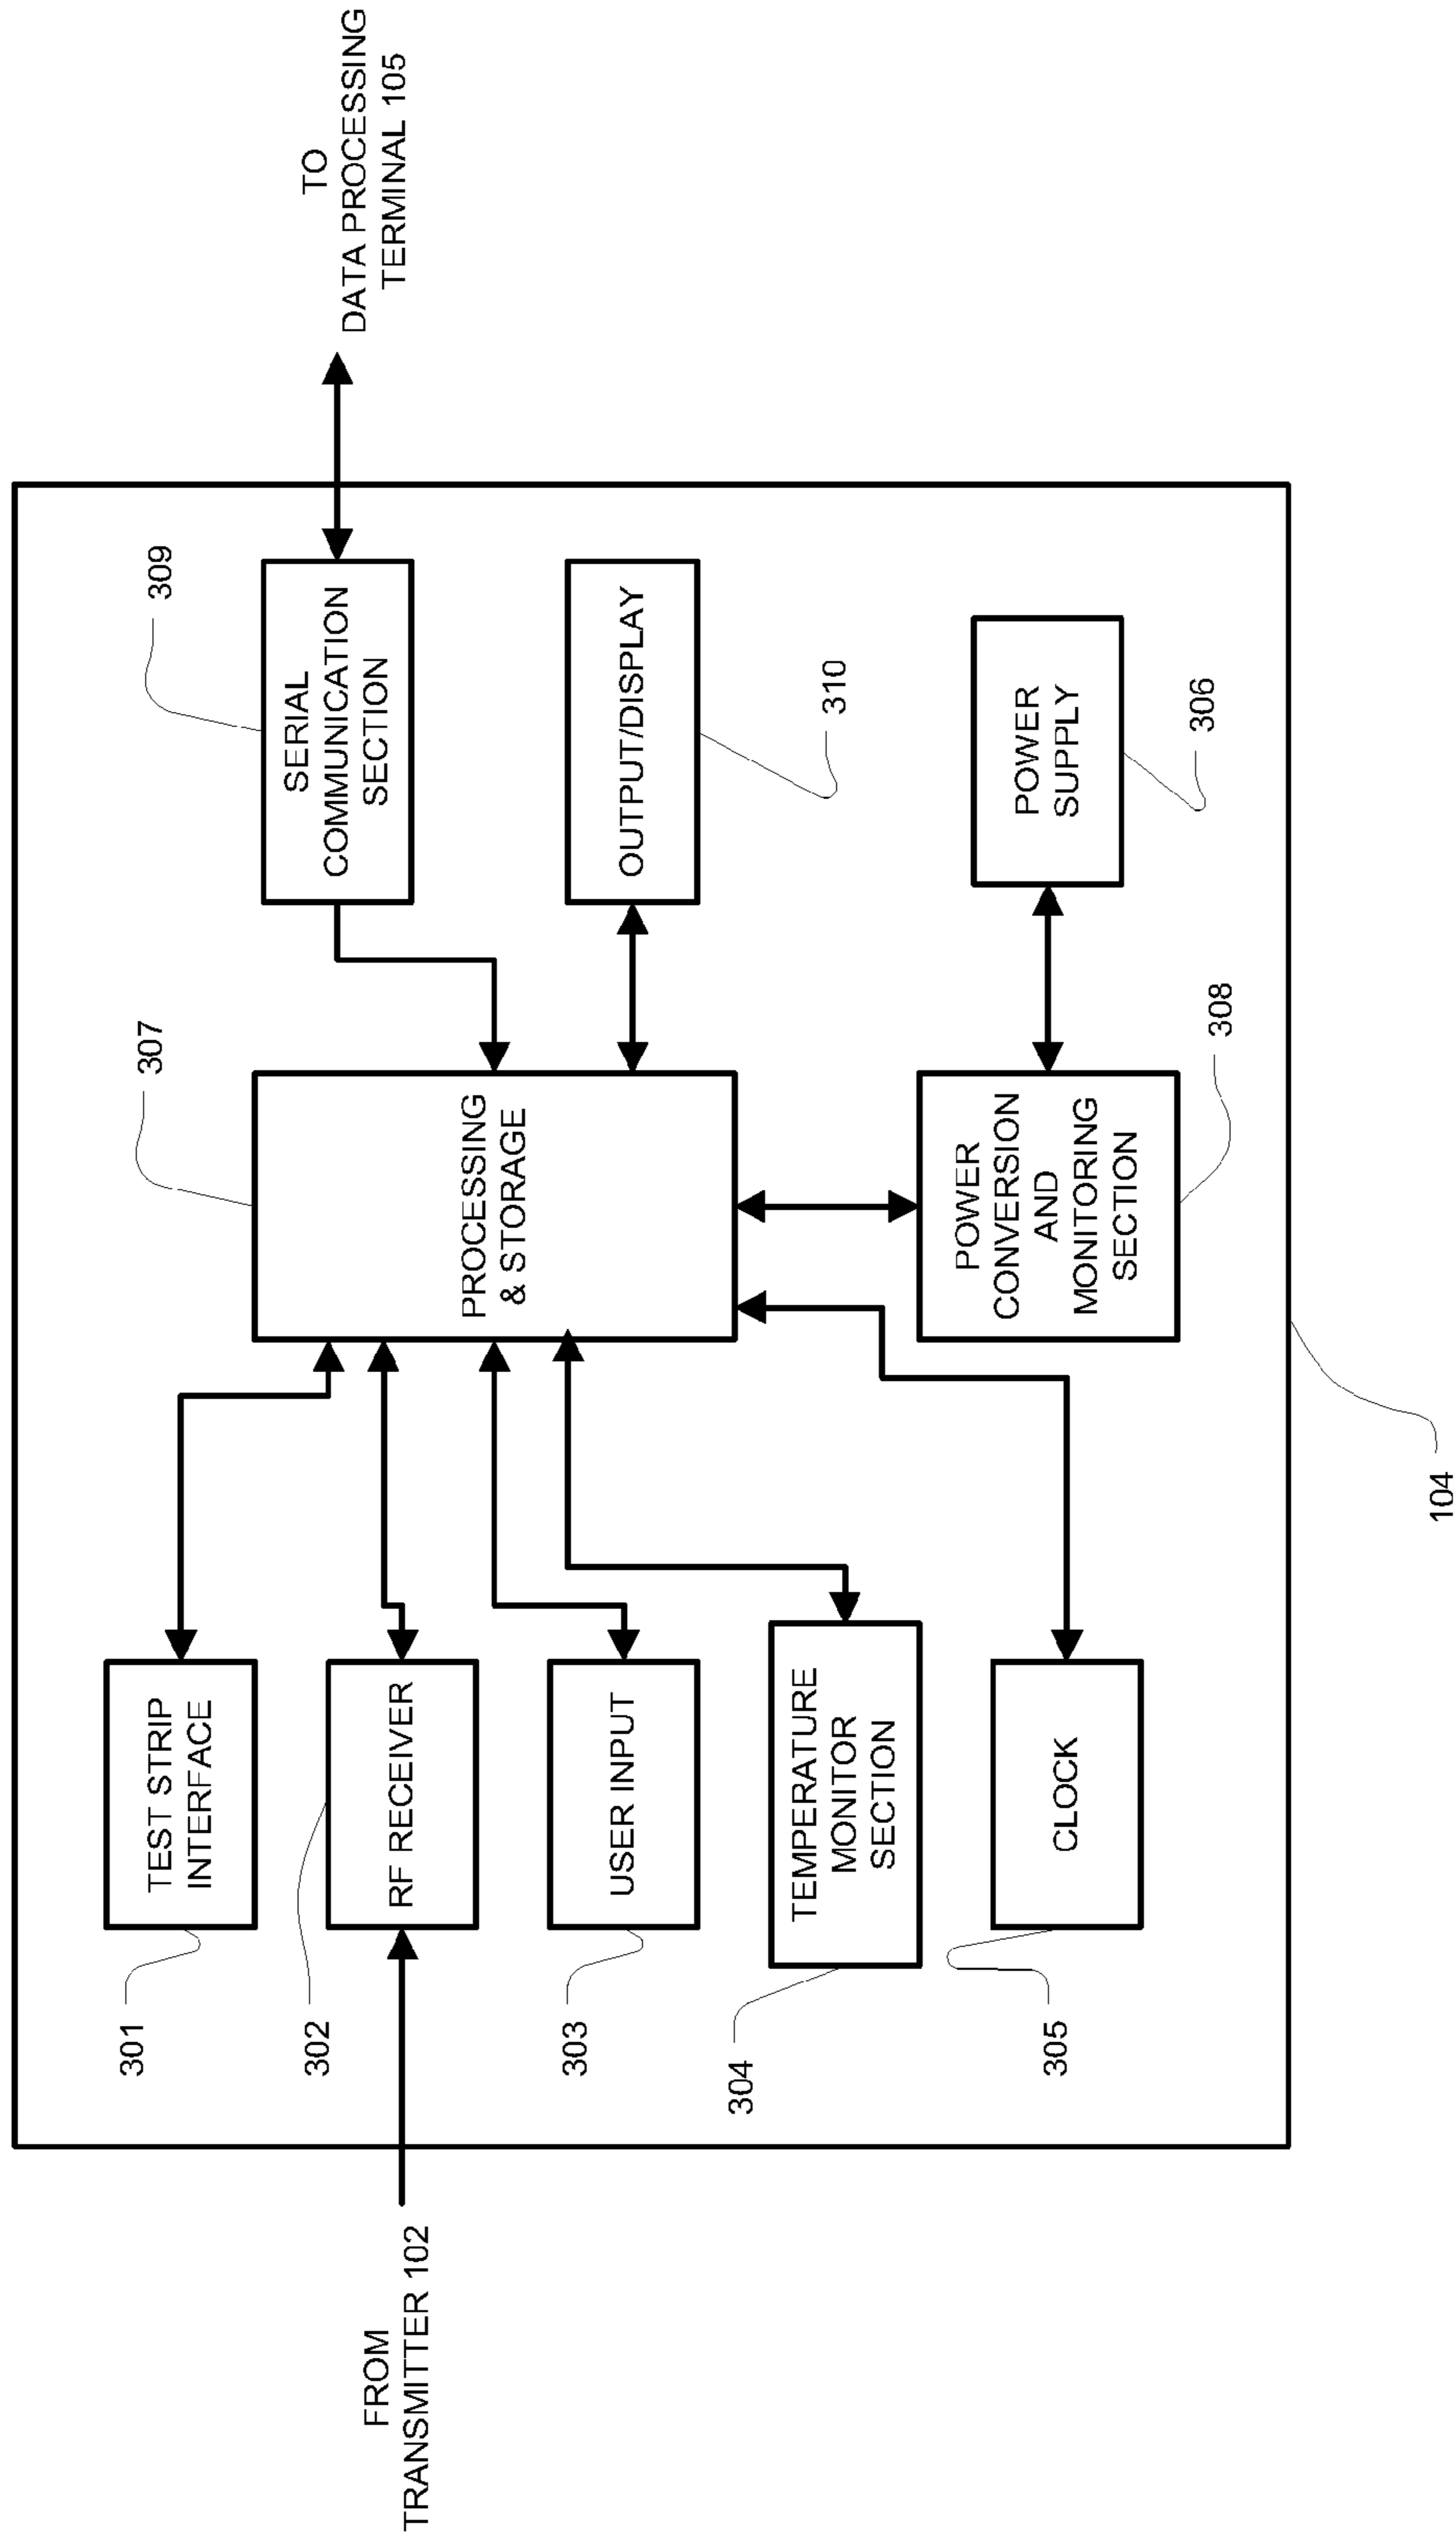 301
TEST STRIP
INTERFACE
307
PROCESSING
& STORAGE
309
SERIAL
COMMUNICATION
SECTION
TO
DATA PROCESSING
TERMINAL 105
FROM
TRANSMITTER 102
302
RF RECEIVER
303
USER INPUT
OUTPUT/DISPLAY
310
304
TEMPERATURE
MONITOR
SECTION
305
CLOCK
POWER
CONVERSION
AND
MONITORING
SECTION
308
POWER
SUPPLY
306
104